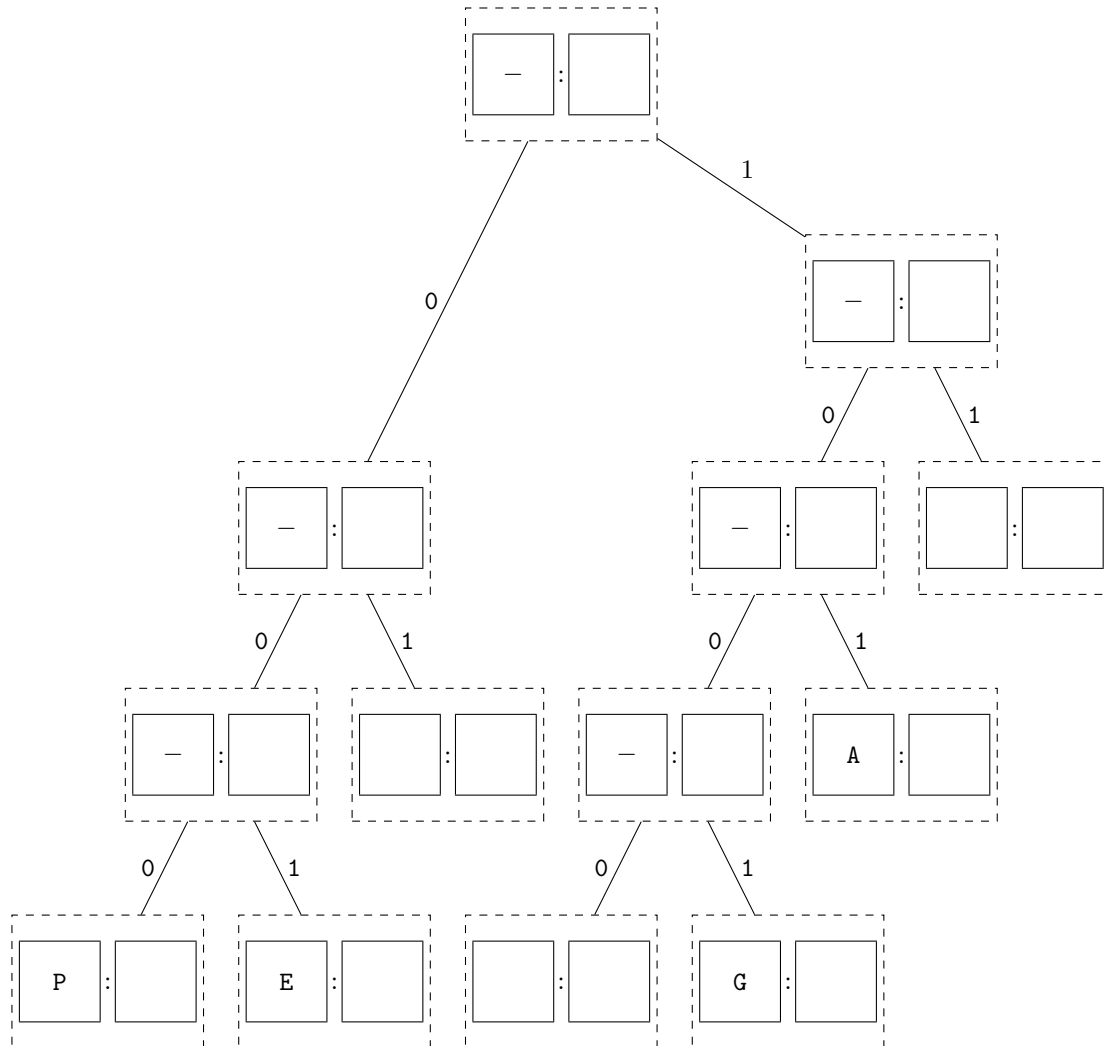 – :
1
0
– :
0 1
– : – : :
0 1 0 1
– : : – : A :
0 1 0 1
P : E : : G :